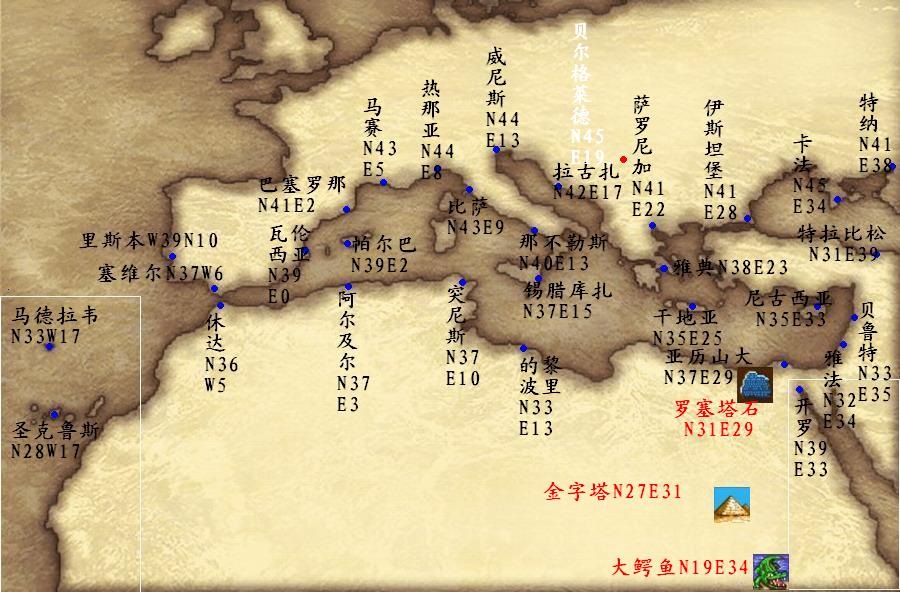 贝尔格莱德
N45
E19
威尼斯
N44
E13
热那亚
N44
E8
马赛
N43
E5
萨罗尼加
N41
E22
伊斯坦堡
N41
E28
卡法
N45
E34
特纳
N41
E38
巴塞罗那
N41E2
拉古扎
N42E17
比萨
N43E9
里斯本W39N10
瓦伦西亚
N39
E0
帕尔巴
N39E2
那不勒斯
N40E13
特拉比松
N31E39
塞维尔N37W6
雅典N38E23
锡腊库扎
N37E15
马德拉韦
N33W17
休达
N36
W5
阿尔及尔
N37
E3
突尼斯
N37
E10
干地亚
N35E25
尼古西亚
N35E33
贝鲁特
N33
E35
的黎波里
N33
E13
亚历山大
N37E29
雅法
N32
E34
罗塞塔石
N31E29
开罗
N39
E33
圣克鲁斯
N28W17
金字塔N27E31
大鳄鱼N19E34